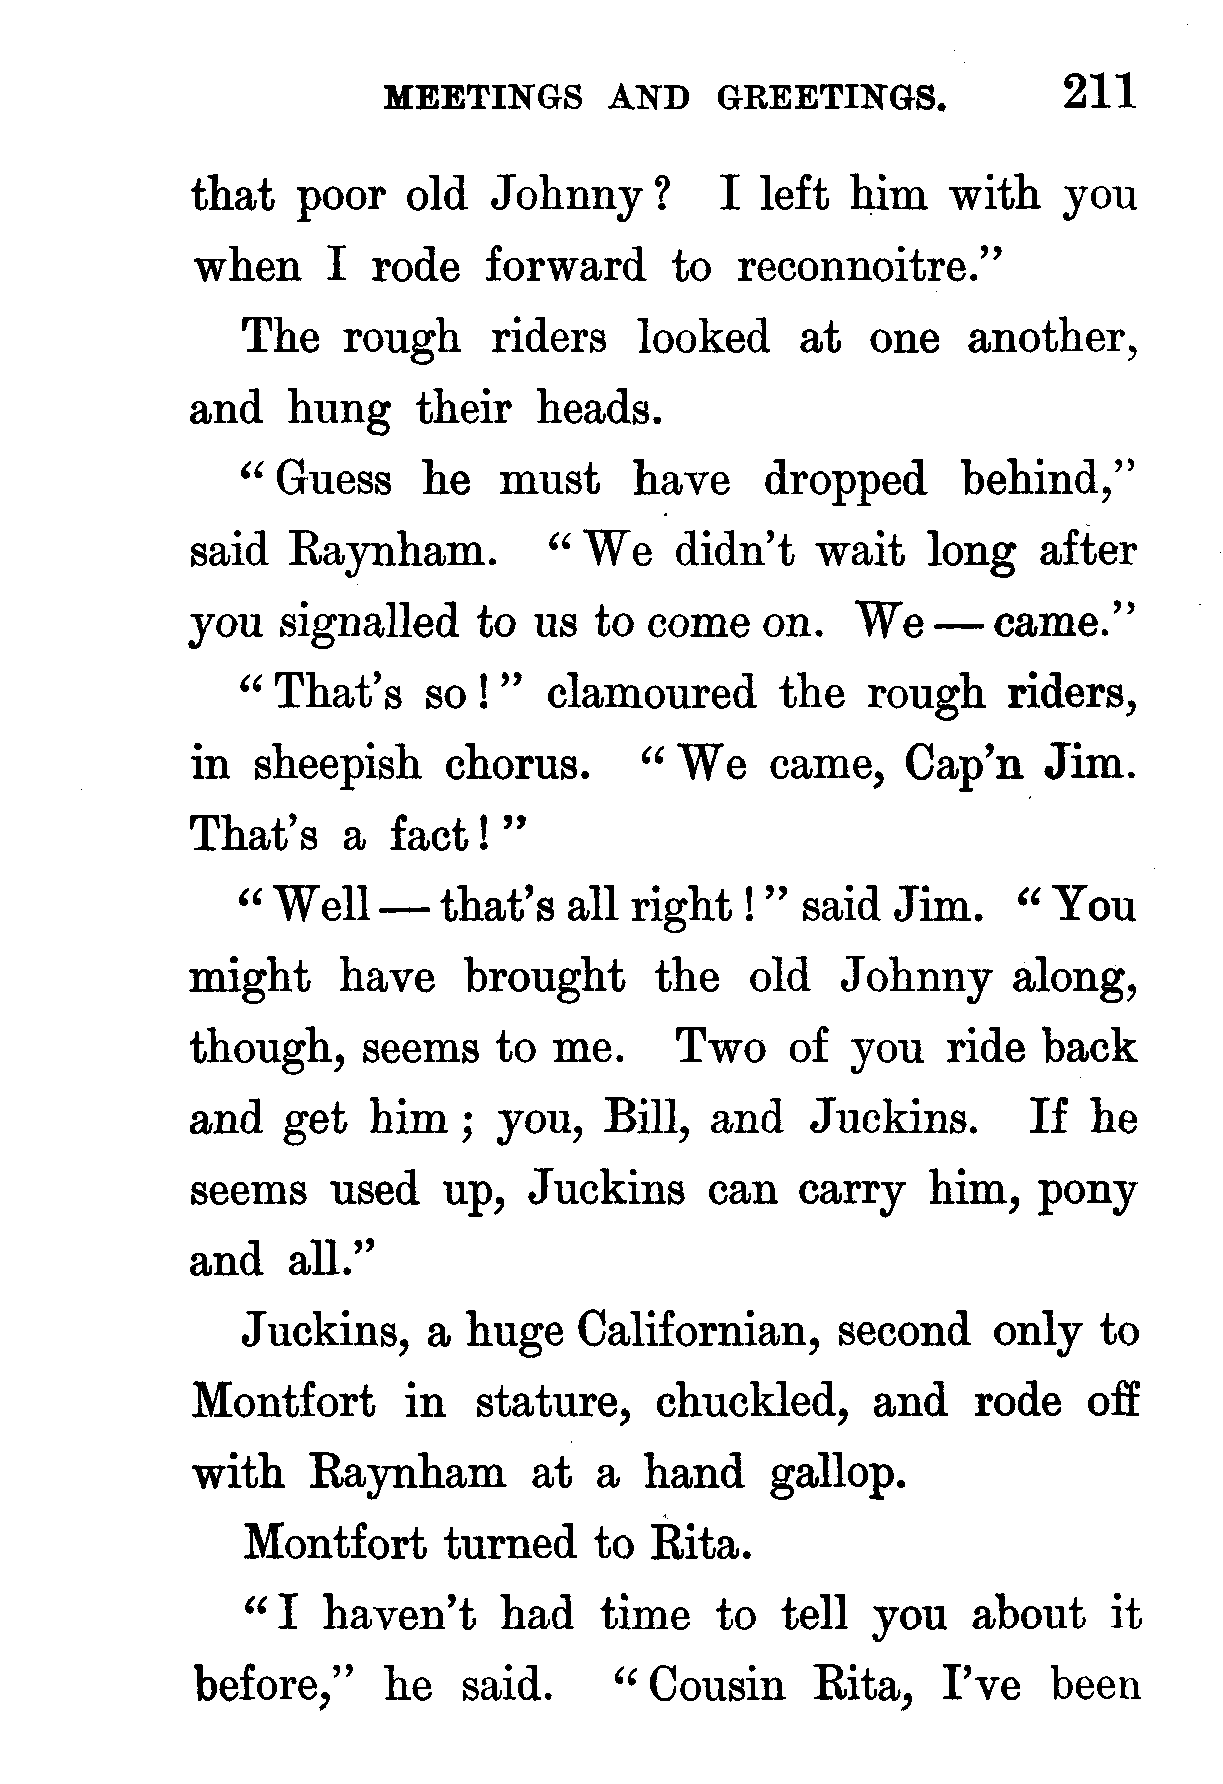 MEETINGS AND GREETINGS. 211
that poor old Johnny? I left him with you
when I rode forward to reconnoitre."
The rough riders looked at one another,
and hung their heads.
"Guess he must have dropped behind,"
said Raynham. "We didn't wait long after
you signalled to us to come on. We — came."
"That's so!" clamoured the rough riders,
in sheepish chorus. "We came, Cap'n Jim.
That's a fact!"
"Well — that's all right!" said Jim. "You
might have brought the old Johnny along,
though, seems to me. Two of you ride back
and get him; you, Bill, and Juckins. If he
seems used up, Juckins can carry him, pony
and all."
Juckins, a huge Californian, second only to
Montfort in stature, chuckled, and rode off
with Raynham at a hand gallop.
Montfort turned to Rita.
"I haven't had time to tell you about it
before," he said. "Cousin Rita, I've been